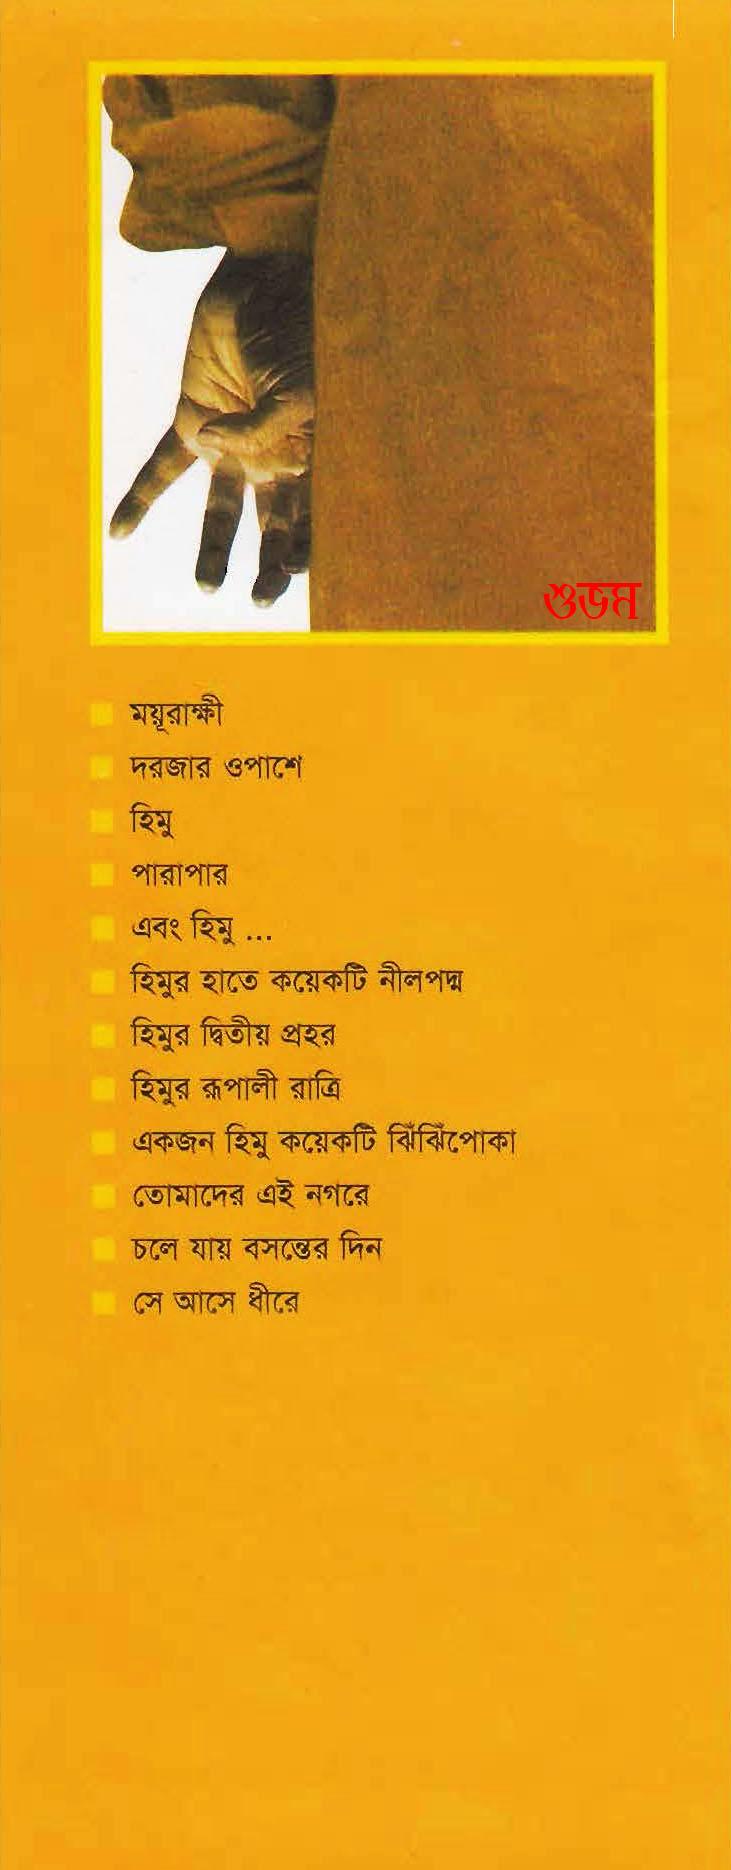 শুভম
ময়ূরাক্ষী
দরজার ওপাশে
হিমু
পারাপার
এবং হিমু ...
হিমুর হাতে কয়েকটি নীলপদ্ম
হিমুর দ্বিতীয় প্রহর
হিমুর রূপালী রাত্রি
একজন হিমু কয়েকটি ঝিঁঝিঁপোকা
তোমাদের এই নগরে
চলে যায় বসন্তের দিন
সে আসে ধীরে